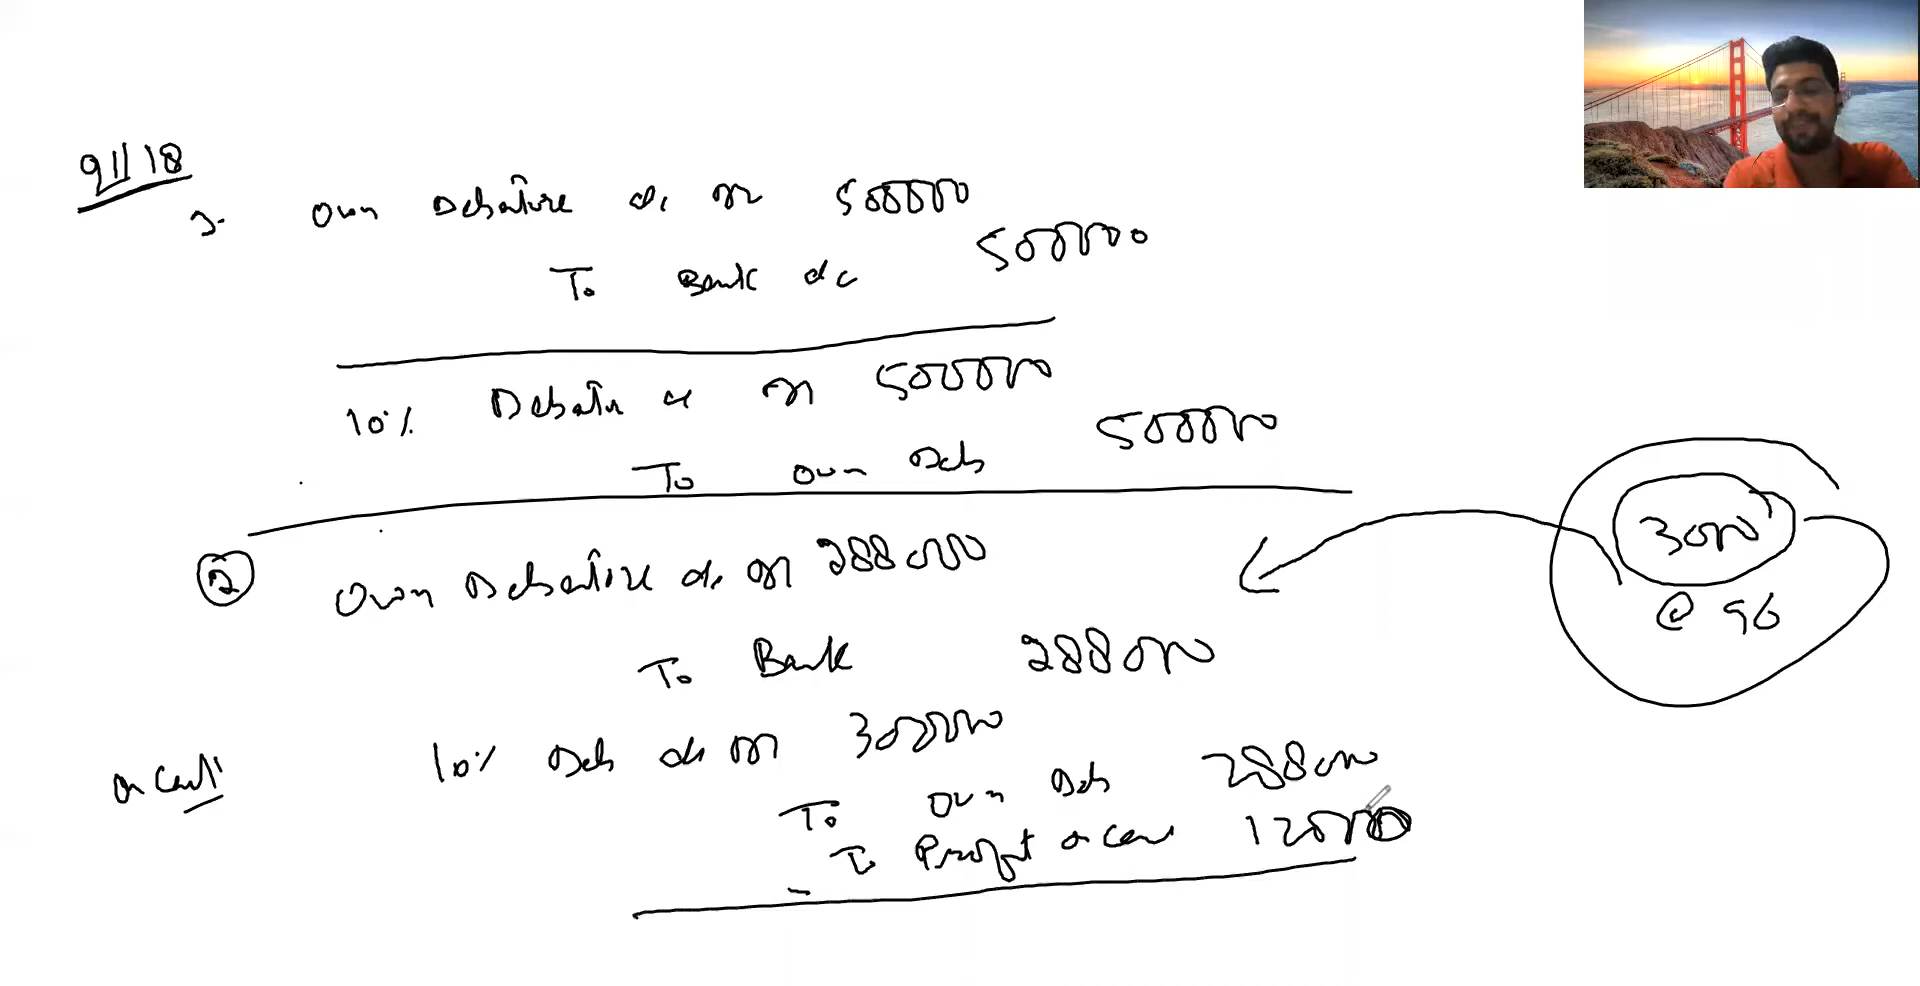 9/1/18
Own Debenture Dr 500000
To Bank a/c 500000
10% Debenture Dr 500000
To Own Deb 500000
2 Own Debenture Dr 288000
To Bank 288000
3000
@ 96
10% Deb Dr 300000
To Own Deb 288000
To Profit on Can 12000